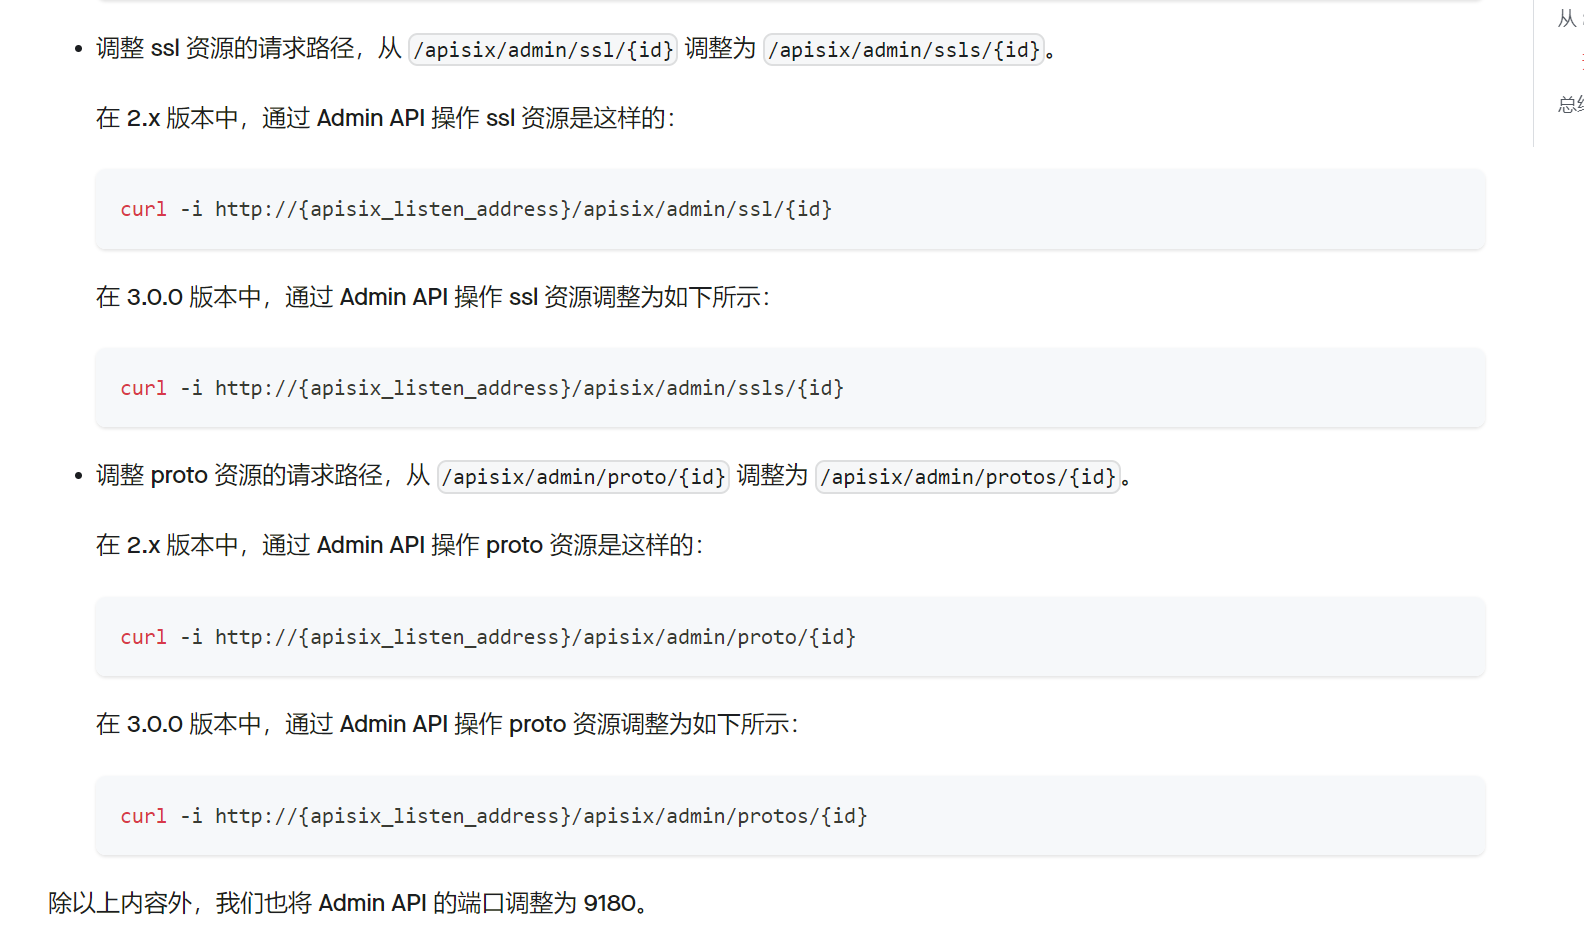 调整 ssl 资源的请求路径，从 /apisix/admin/ssl/{id} 调整为 /apisix/admin/ssls/{id}。
在 2.x 版本中，通过 Admin API 操作 ssl 资源是这样的：
curl -i http://{apisix_listen_address}/apisix/admin/ssl/{id}
在 3.0.0 版本中，通过 Admin API 操作 ssl 资源调整为如下所示：
curl -i http://{apisix_listen_address}/apisix/admin/ssls/{id}
调整 proto 资源的请求路径，从 /apisix/admin/proto/{id} 调整为 /apisix/admin/protos/{id}。
在 2.x 版本中，通过 Admin API 操作 proto 资源是这样的：
curl -i http://{apisix_listen_address}/apisix/admin/proto/{id}
在 3.0.0 版本中，通过 Admin API 操作 proto 资源调整为如下所示：
curl -i http://{apisix_listen_address}/apisix/admin/protos/{id}
除以上内容外，我们也将 Admin API 的端口调整为 9180。
从
总结